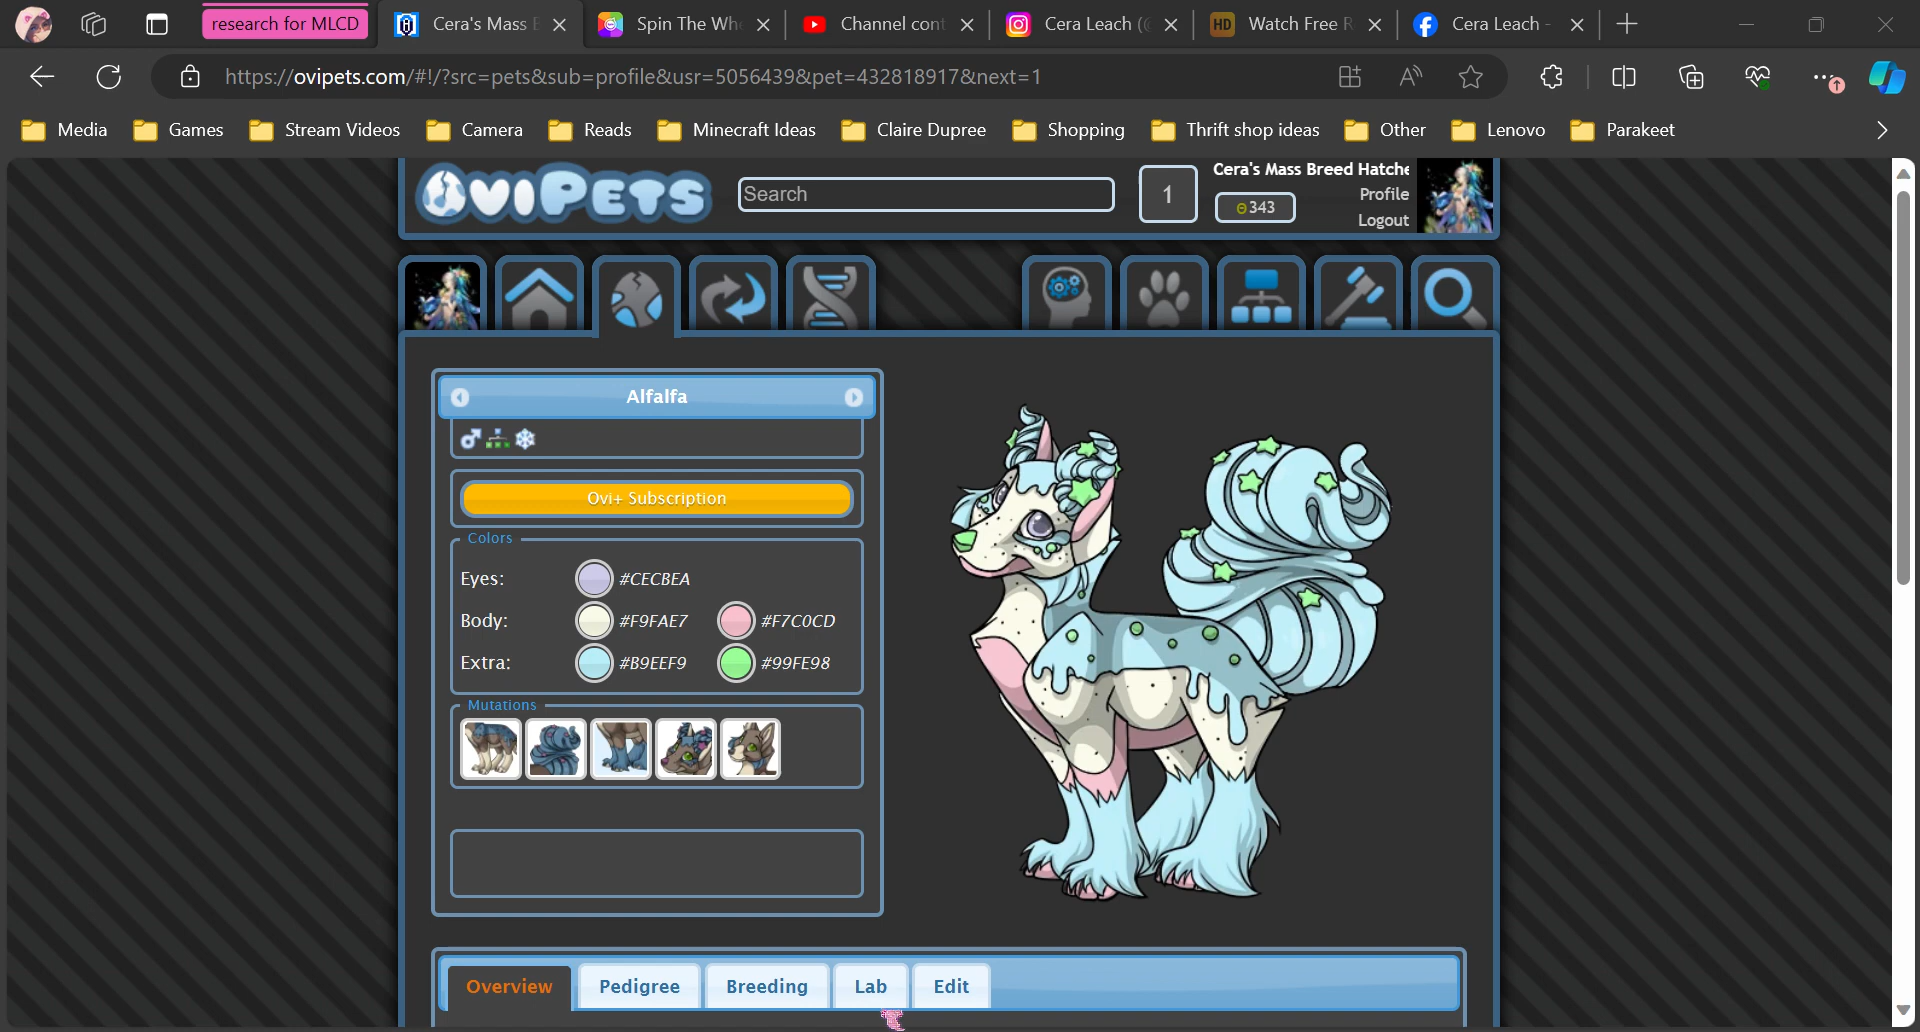 research for MLCD
Cera's Mass
Spin The Wh
Channel cont
Cera Leach (
Watch Free R
Cera Leach -
https://ovipets.com/#!/?src=pets&sub=profile&usr=5056439&pet=432818917&next=1
Media
Games
Stream Videos
Camera
Reads
Minecraft Ideas
Claire Dupree
Shopping
Thrift shop ideas
Other
Lenovo
Parakeet
OviPets
Search
1
Cera's Mass Breed Hatche
343
Profile
Logout
Alfalfa
Ovi+ Subscription
Colors
Eyes: #CECBEA
Body: #F9FAE7 #F7C0CD
Extra: #B9EEF9 #99FE98
Mutations
Overview
Pedigree
Breeding
Lab
Edit